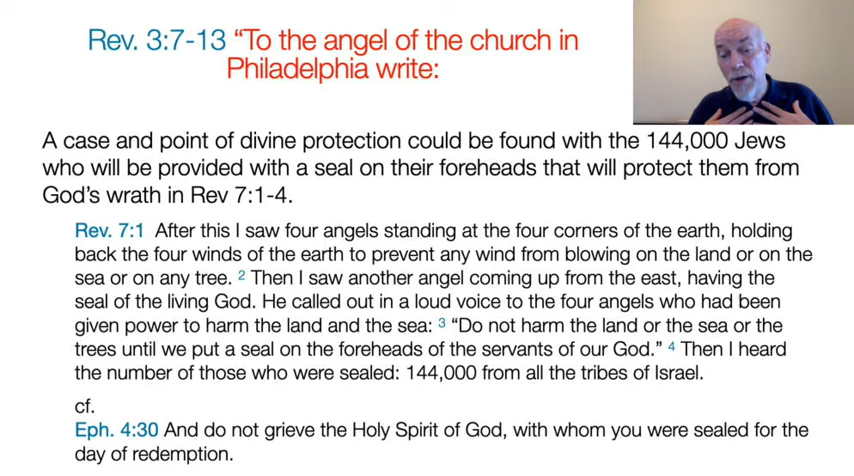 Rev. 3:7-13 “To the angel of the church in
Philadelphia write:
A case and point of divine protection could be found with the 144,000 Jews
who will be provided with a seal on their foreheads that will protect them from
God’s wrath in Rev 7:1-4.
Rev. 7:1 After this I saw four angels standing at the four corners of the earth, holding
back the four winds of the earth to prevent any wind from blowing on the land or on the
sea or on any tree. 2 Then I saw another angel coming up from the east, having the
seal of the living God. He called out in a loud voice to the four angels who had been
given power to harm the land and the sea: 3 “Do not harm the land or the sea or the
trees until we put a seal on the foreheads of the servants of our God.” 4 Then I heard
the number of those who were sealed: 144,000 from all the tribes of Israel.
cf.
Eph. 4:30 And do not grieve the Holy Spirit of God, with whom you were sealed for the
day of redemption.